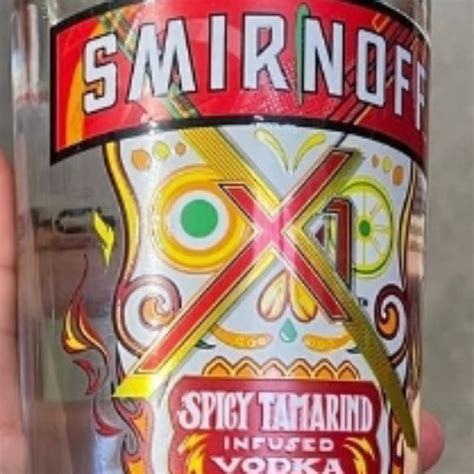 SMIRNOFF
X1
SPICY TAMARIND
INFUSED
VODKA